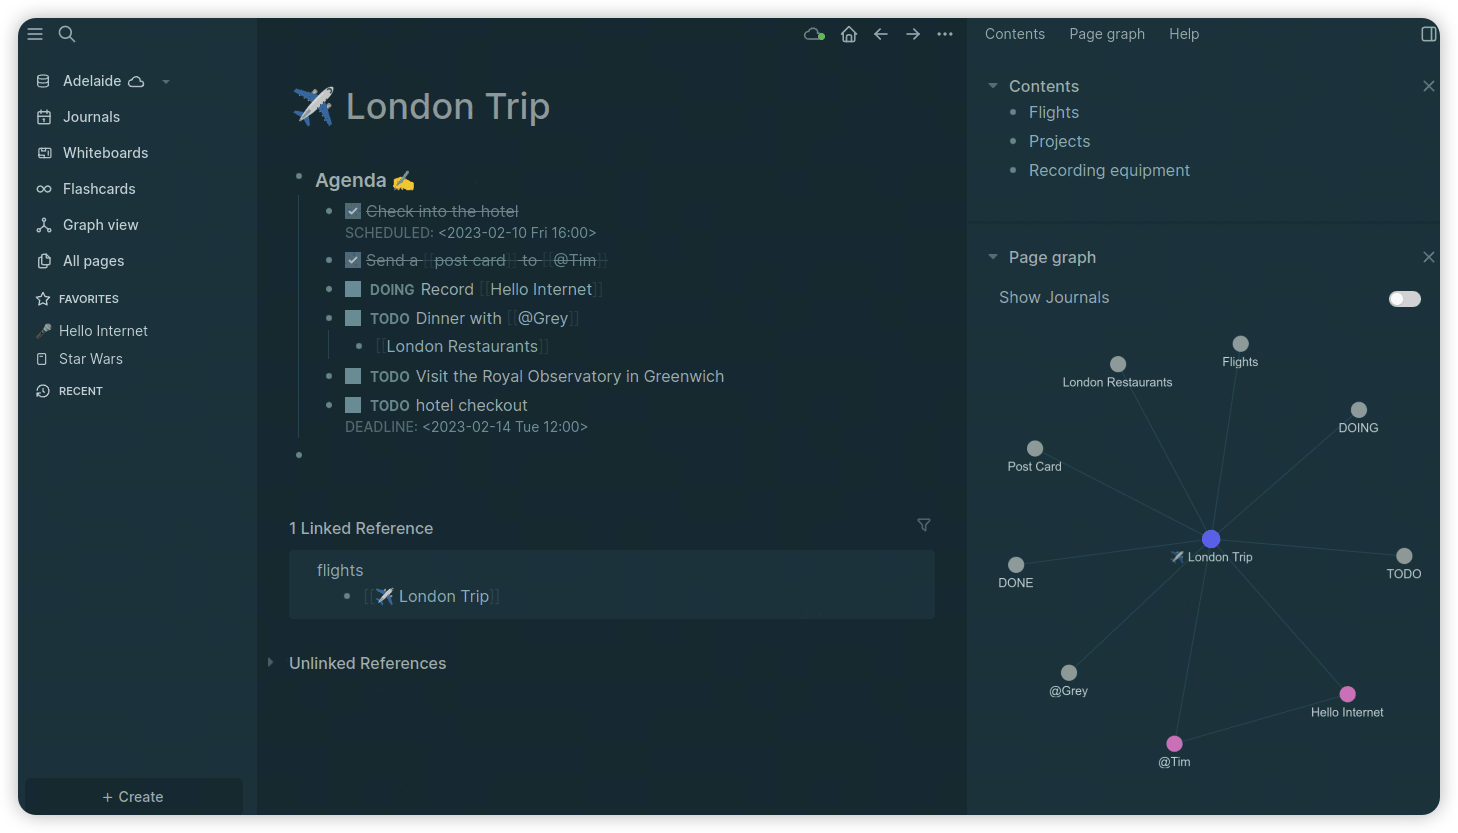 Adelaide
Journals
Whiteboards
Flashcards
Graph view
All pages
FAVORITES
🎤 Hello Internet
Star Wars
RECENT
+ Create
✈️ London Trip
Agenda ✍️
Check into the hotel
SCHEDULED: <2023-02-10 Fri 16:00>
Send a [[post card]] to [[@Tim]]
DOING Record [[Hello Internet]]
TODO Dinner with [[@Grey]]
[[London Restaurants]]
TODO Visit the Royal Observatory in Greenwich
TODO hotel checkout
DEADLINE: <2023-02-14 Tue 12:00>
1 Linked Reference
flights
[[✈️ London Trip]]
Unlinked References
Contents Page graph Help
Contents
Flights
Projects
Recording equipment
Page graph
Show Journals
Flights
London Restaurants
DOING
Post Card
✈️ London Trip
TODO
DONE
@Grey
Hello Internet
@Tim